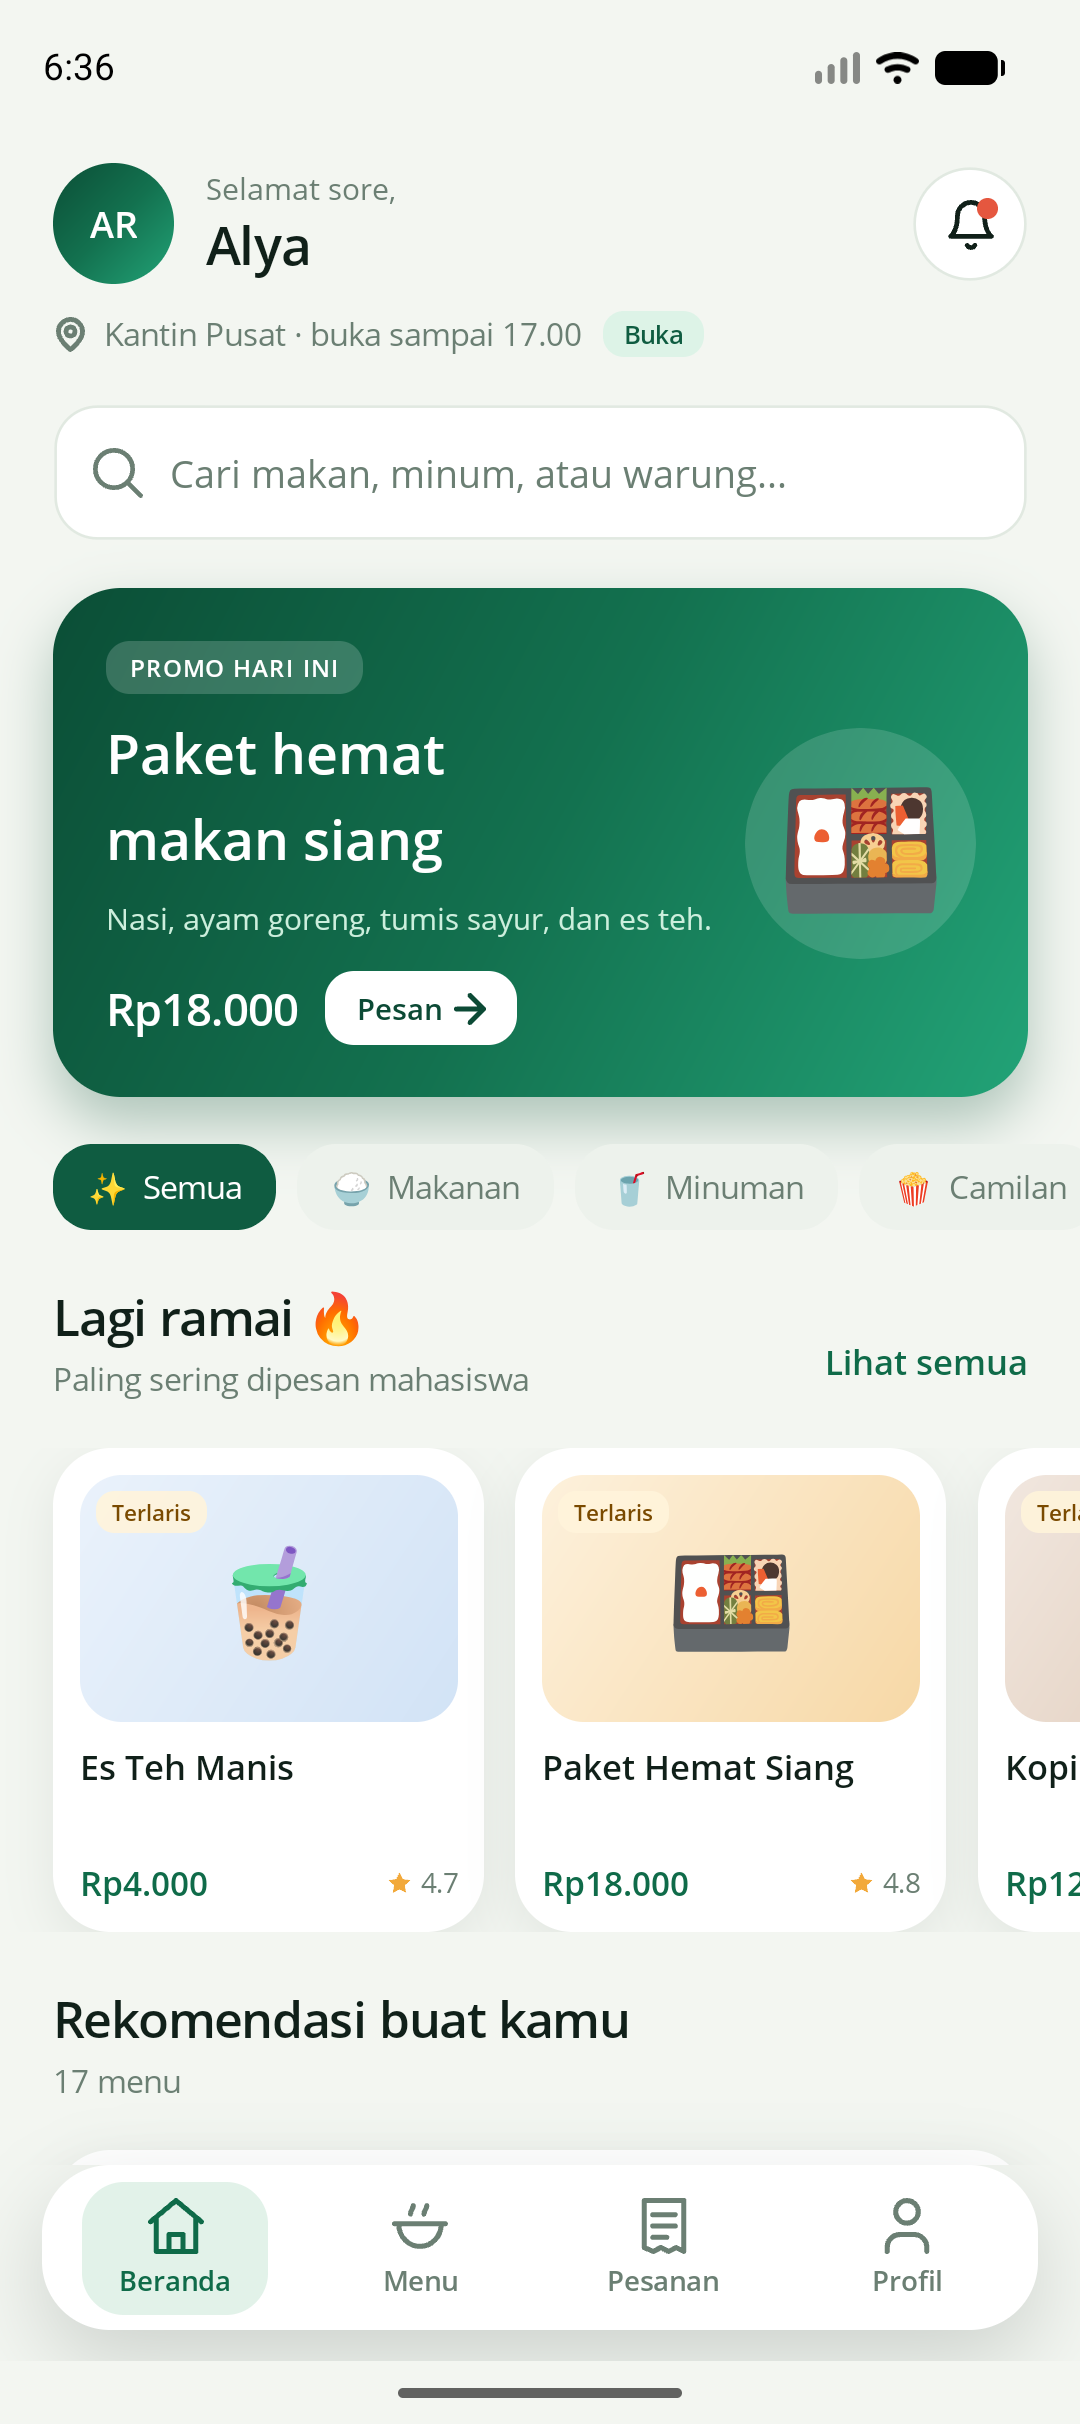 6:36
AR
Selamat sore,
Alya
Kantin Pusat · buka sampai 17.00
Buka
Cari makan, minum, atau warung...
PROMO HARI INI
Paket hemat
makan siang
Nasi, ayam goreng, tumis sayur, dan es teh.
Rp18.000
Pesan →
✨ Semua
🍚 Makanan
🥤 Minuman
🍿 Camilan
Lagi ramai 🔥
Paling sering dipesan mahasiswa
Lihat semua
Terlaris
Terlaris
Es Teh Manis
Paket Hemat Siang
Kopi
Rp4.000
4.7
Rp18.000
4.8
Rp12
Rekomendasi buat kamu
17 menu
Beranda
Menu
Pesanan
Profil